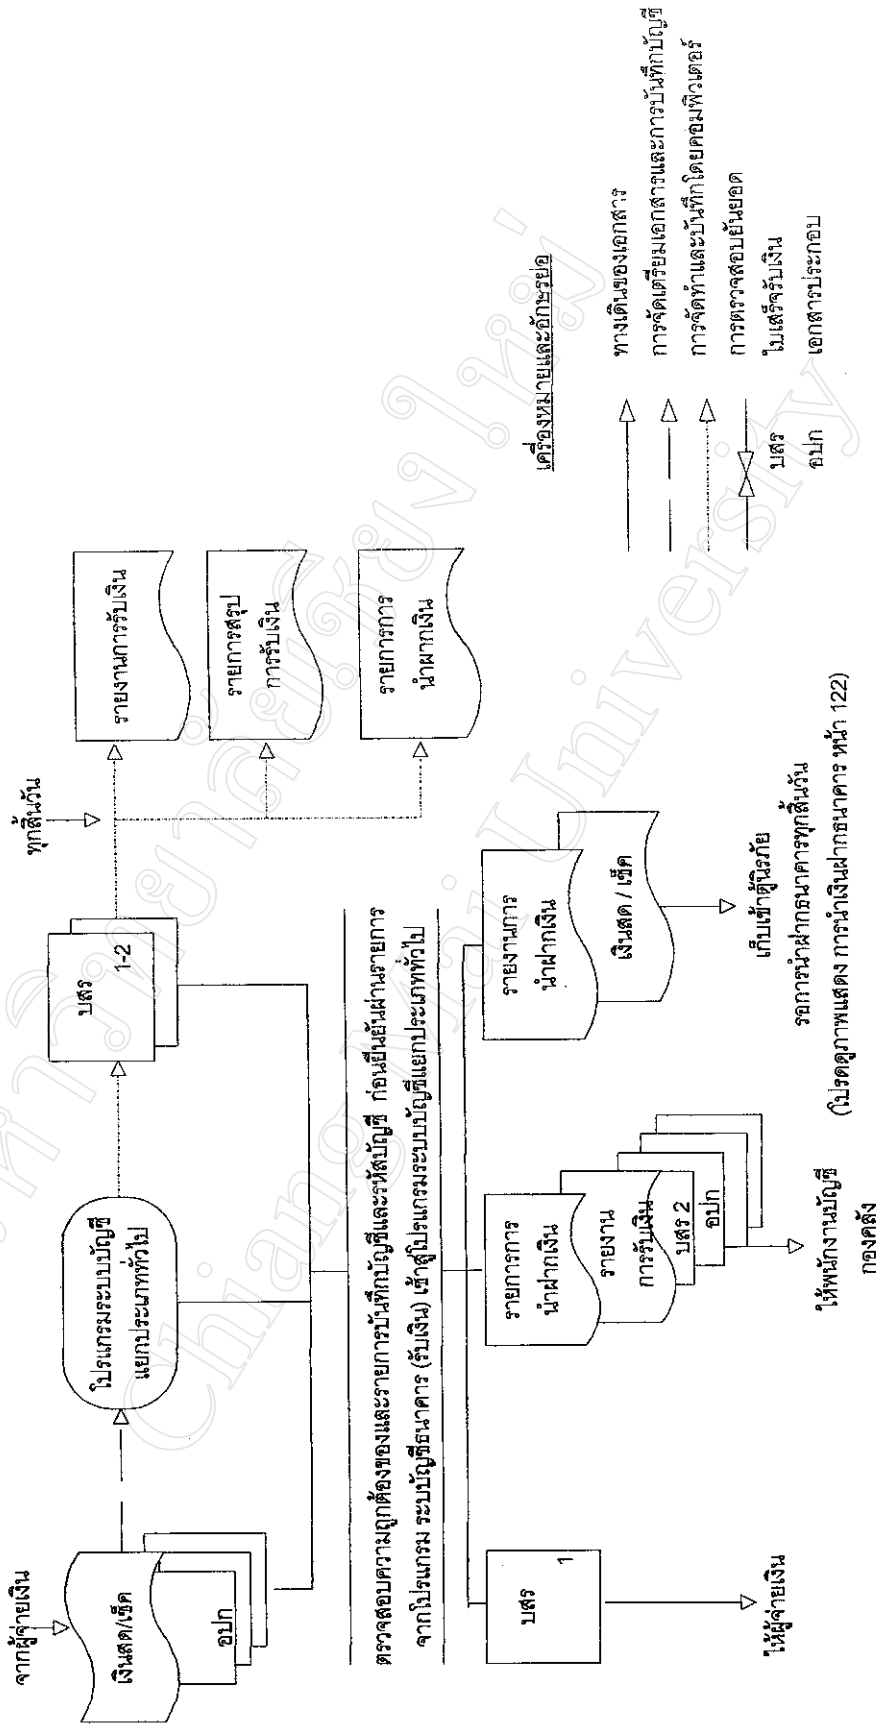 จากผู้จ่ายเงิน
เงินสด/เช็ค
อปก
โปรแกรมระบบบัญชี
แยกประเภททั่วไป
บสร
1-2
ทุกสิ้นวัน
รายงานการรับเงิน
รายการสรุป
การรับเงิน
รายการการ
นำฝากเงิน
ตรวจสอบความถูกต้องของและรายการบันทึกบัญชีและรหัสบัญชี ก่อนยืนยันผ่านรายการ
จากโปรแกรม ระบบบัญชีธนาคาร (รับเงิน) เข้าสู่โปรแกรมระบบบัญชีแยกประเภททั่วไป
บสร
1
ให้ผู้จ่ายเงิน
รายการการ
นำฝากเงิน
รายงาน
การรับเงิน
บสร 2
อปก
ให้พนักงานบัญชี
กองคลัง
รายงานการ
นำฝากเงิน
เงินสด / เช็ค
เก็บเข้าตู้นิรภัย
รอการนำฝากธนาคารทุกสิ้นวัน
(โปรดดูภาพแสดง การนำเงินฝากธนาคาร หน้า 122)
เครื่องหมายและอักษรย่อ
ทางเดินของเอกสาร
การจัดเตรียมเอกสารและการบันทึกบัญชี
การจัดทำและบันทึกโดยคอมพิวเตอร์
การตรวจสอบยันยอด
บสร ใบเสร็จรับเงิน
อปก เอกสารประกอบ
มหาวิทยาลัยเชียงใหม่
Chiang Mai University